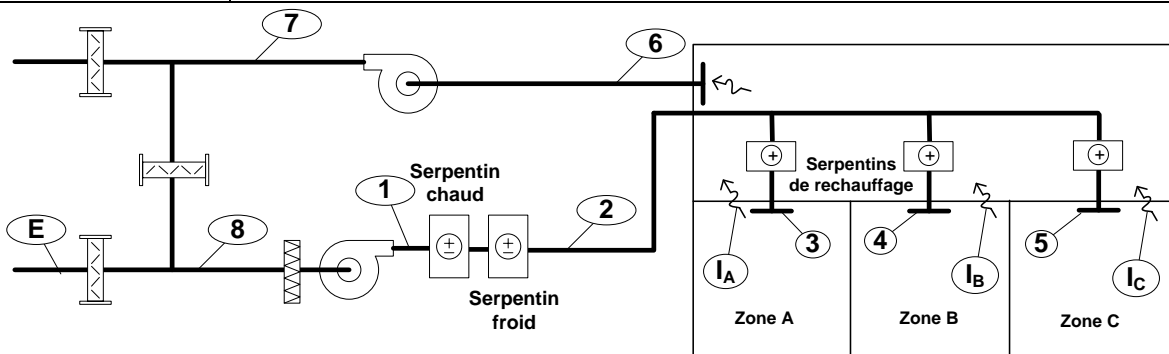 7
6
Serpentin
chaud
1
2
Serpentins
de rechauffage
E
8
3
4
5
IA
IB
IC
Serpentin
froid
Zone A
Zone B
Zone C